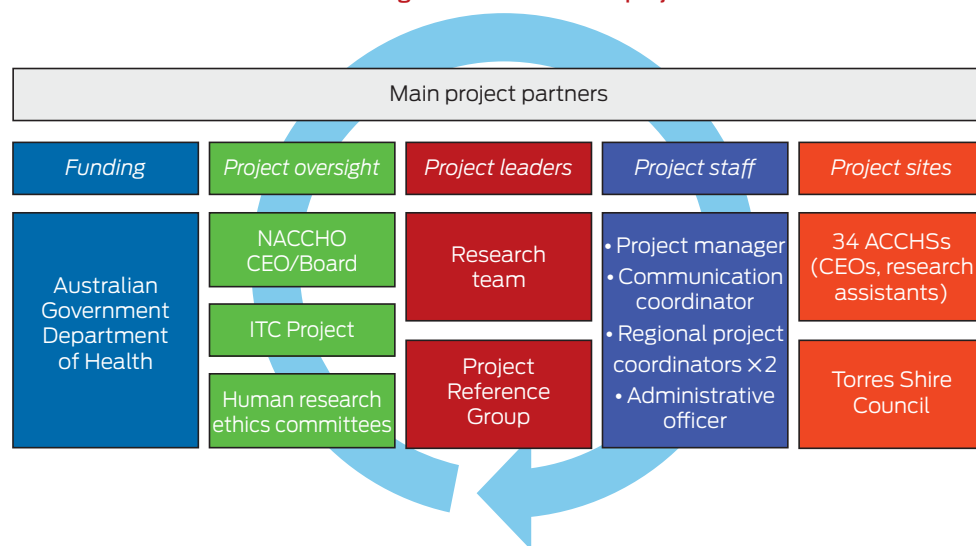 Main project partners
Funding
Project oversight
Project leaders
Project staff
Project sites
Australian
Government
Department
of Health
NACCHO
CEO/Board
ITC Project
Human research
ethics committees
Research
team
Project
Reference
Group
• Project manager
• Communication
coordinator
• Regional project
coordinators ×2
• Administrative
officer
34 ACCHSs
(CEOs, research
assistants)
Torres Shire
Council